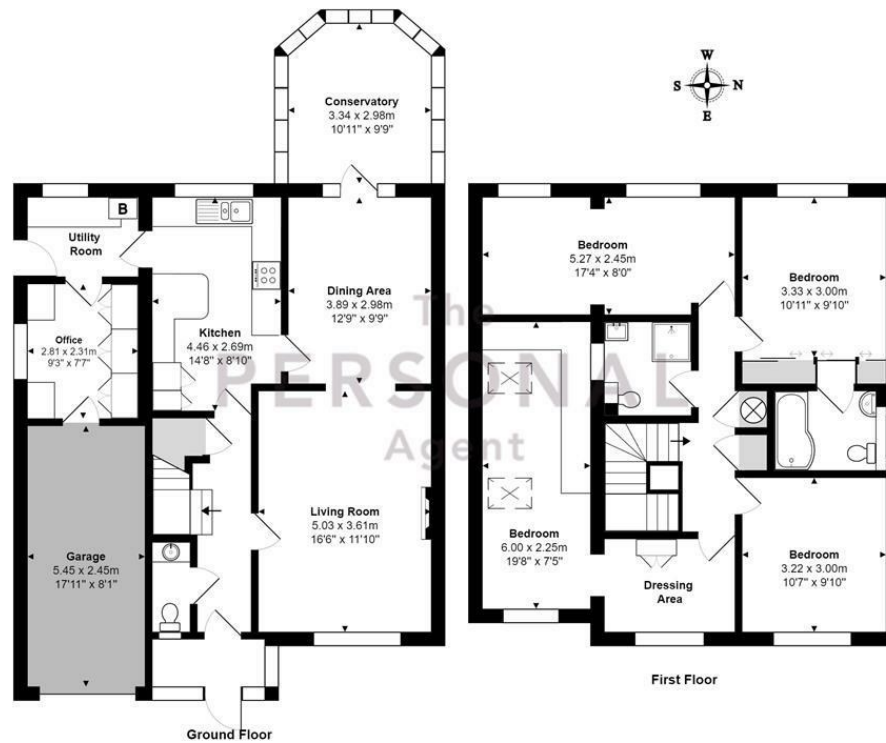 W
S N
E
Conservatory
3.34 x 2.98m
10'11" x 9'9"
B
Utility
Room
Dining Area
3.89 x 2.98m
12'9" x 9'9"
Kitchen
4.46 x 2.69m
14'8" x 8'10"
Office
2.81 x 2.31m
9'3" x 7'7"
Living Room
5.03 x 3.61m
16'6" x 11'10"
Garage
5.45 x 2.45m
17'11" x 8'1"
Ground Floor
Bedroom
5.27 x 2.45m
17'4" x 8'0"
Bedroom
3.33 x 3.00m
10'11" x 9'10"
Bedroom
6.00 x 2.25m
19'8" x 7'5"
Dressing
Area
Bedroom
3.22 x 3.00m
10'7" x 9'10"
First Floor
The
PERSONAL
Agent